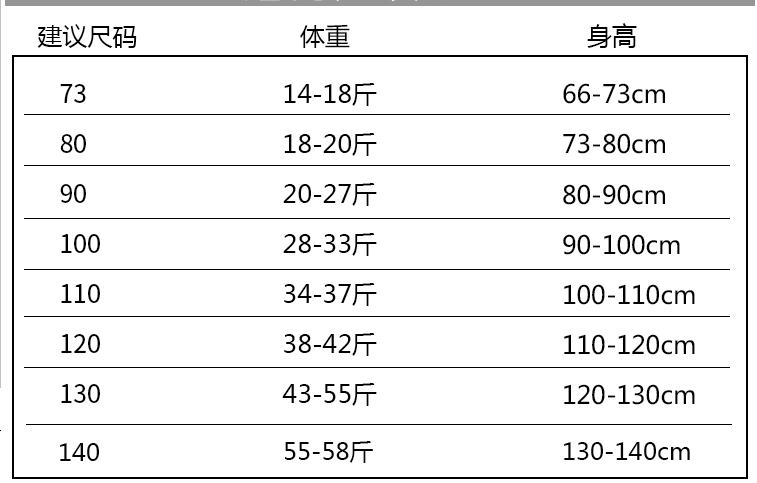 建议尺码 体重 身高
73 14-18斤 66-73cm
80 18-20斤 73-80cm
90 20-27斤 80-90cm
100 28-33斤 90-100cm
110 34-37斤 100-110cm
120 38-42斤 110-120cm
130 43-55斤 120-130cm
140 55-58斤 130-140cm